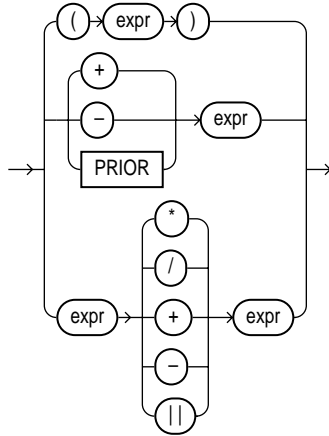 ( expr )
+
−
expr
PRIOR
*
/
expr + expr
−
||